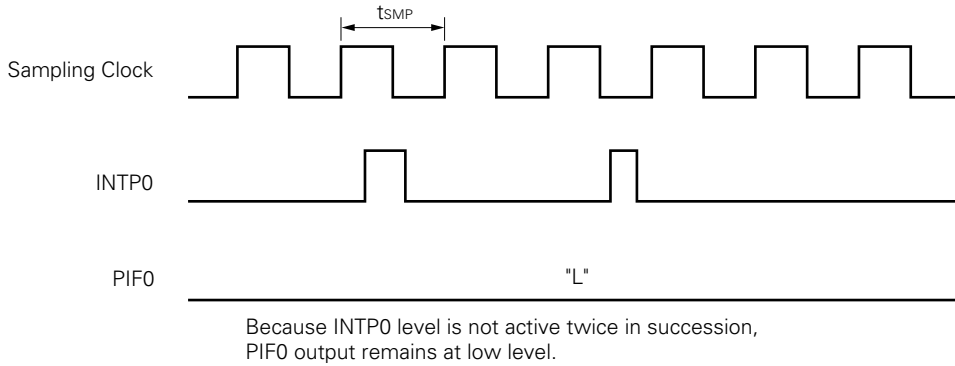 tSMP
Sampling Clock
INTP0
PIF0
"L"
Because INTP0 level is not active twice in succession,
PIF0 output remains at low level.